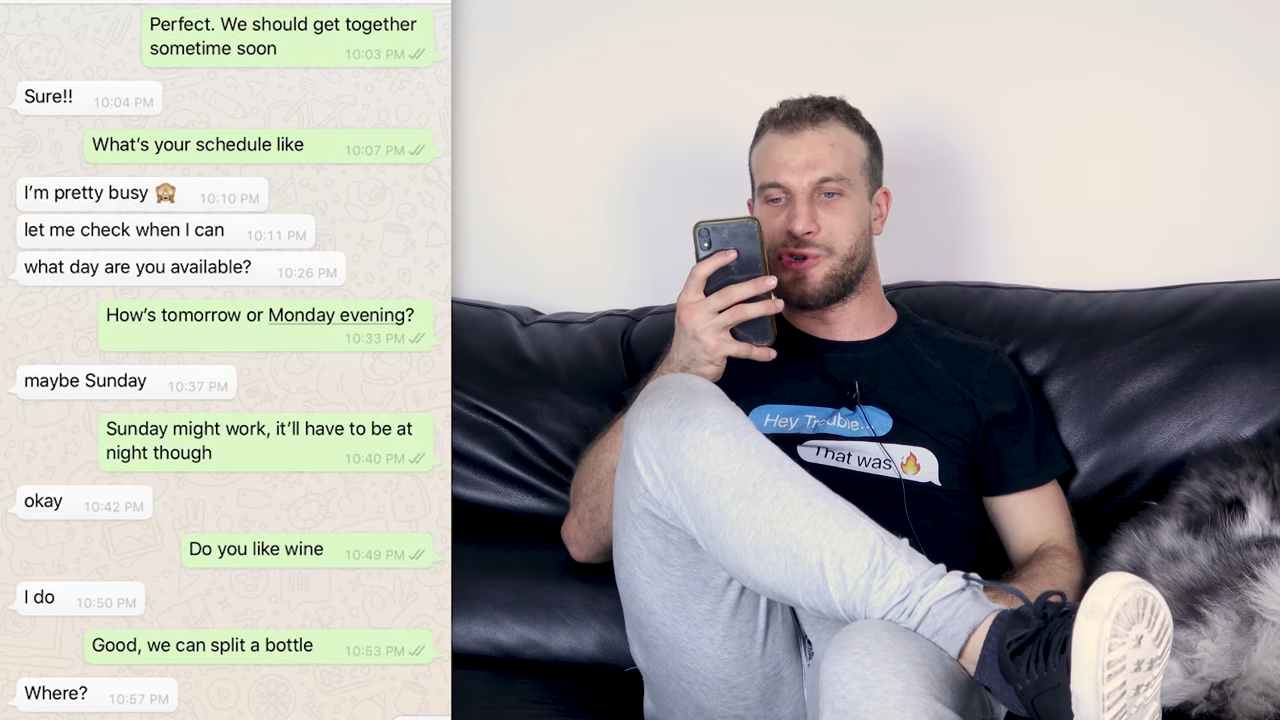 Perfect. We should get together
sometime soon
10:03 PM
Sure!!
10:04 PM
What's your schedule like
10:07 PM
I'm pretty busy 🙈
10:10 PM
let me check when I can
10:11 PM
what day are you available?
10:26 PM
How's tomorrow or Monday evening?
10:33 PM
maybe Sunday
10:37 PM
Sunday might work, it'll have to be at
night though
10:40 PM
okay
10:42 PM
Do you like wine
10:49 PM
I do
10:50 PM
Good, we can split a bottle
10:53 PM
Where?
10:57 PM
Hey Trouble...
That was 🔥